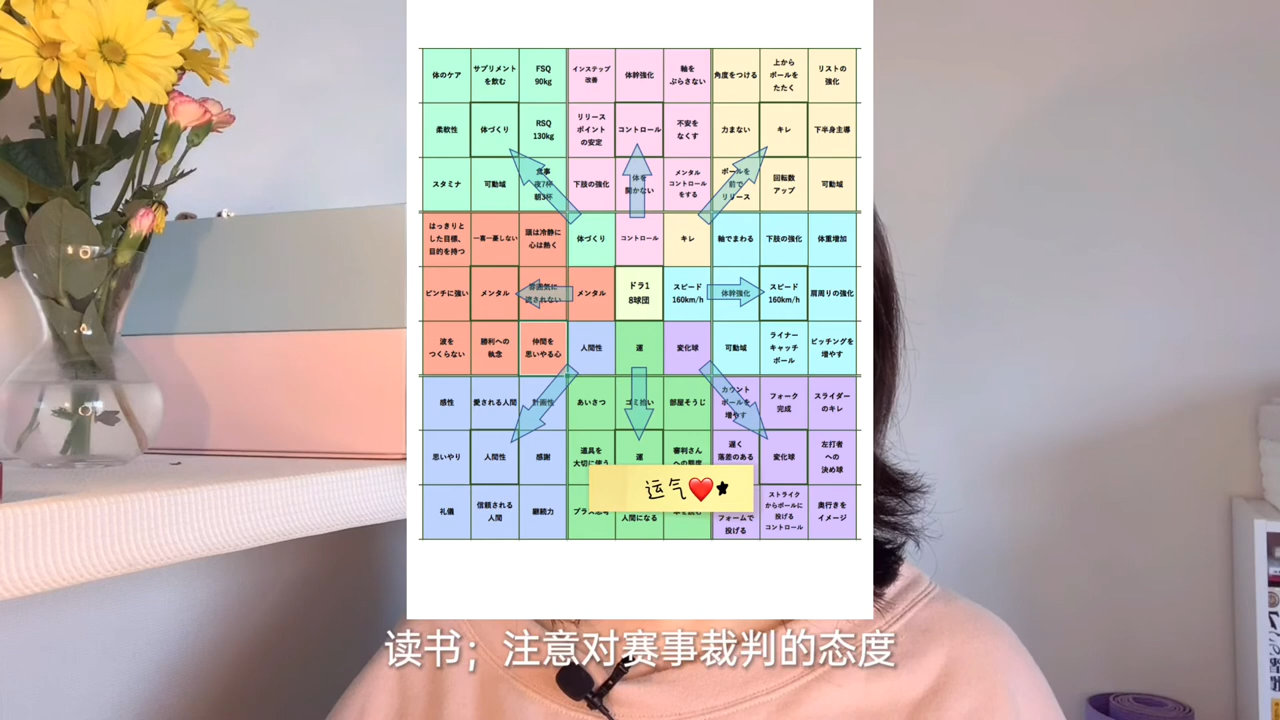 体のケア
サプリメント
を飲む
FSQ
90kg
インステップ
改善
体幹強化
軸を
ぶらさない
角度をつける
上から
ボールを
たたく
リストの
強化
柔軟性
体づくり
RSQ
130kg
リリース
ポイント
の安定
コントロール
不安を
なくす
力まない
キレ
下半身主導
スタミナ
可動域
食事
夜7杯
朝3杯
下肢の強化
体を
開かない
メンタル
コントロール
をする
ボールを
前で
リリース
回転数
アップ
可動域
はっきりと
した目標、
目的を持つ
一喜一憂しない
頭は冷静に
心は熱く
体づくり
コントロール
キレ
軸でまわる
下肢の強化
体重増加
ピンチに強い
メンタル
雰囲気に
流されない
メンタル
ドラ1
8球団
スピード
160km/h
体幹強化
スピード
160km/h
肩周りの強化
波を
つくらない
勝利への
執念
仲間を
思いやる心
人間性
運
変化球
可動域
ライナー
キャッチ
ボール
ピッチングを
増やす
感性
愛される人間
計画性
あいさつ
ゴミ拾い
部屋そうじ
カウント
ボールを
増やす
フォーク
完成
スライダー
のキレ
思いやり
人間性
感謝
道具を
大切に使う
運
審判さん
遅く
落差のある
変化球
左打者
への
決め球
礼儀
信頼される
人間
継続力
人間になる
フォームで
投げる
ストライク
からボールに
投げる
コントロール
奥行きを
イメージ
运气❤️★
读书；注意对赛事裁判的态度